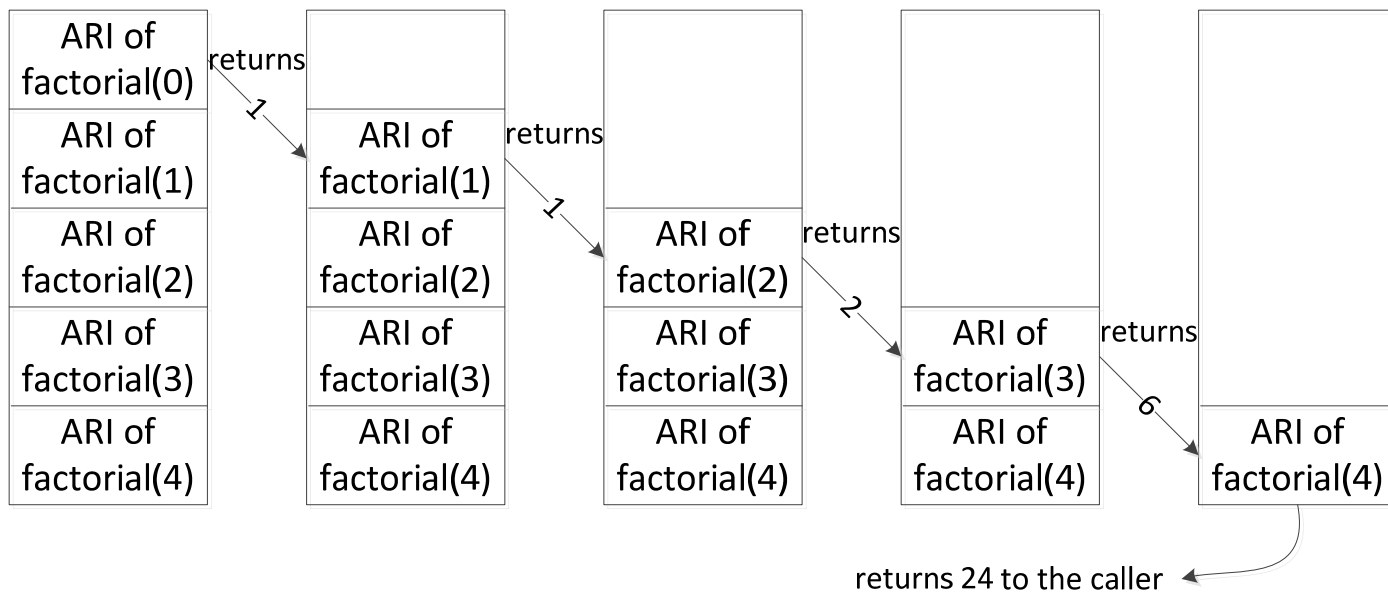 ARI of
factorial(0)
ARI of
factorial(1)
ARI of
factorial(2)
ARI of
factorial(3)
ARI of
factorial(4)
returns
1
ARI of
factorial(1)
ARI of
factorial(2)
ARI of
factorial(3)
ARI of
factorial(4)
returns
1
ARI of
factorial(2)
ARI of
factorial(3)
ARI of
factorial(4)
returns
2
ARI of
factorial(3)
ARI of
factorial(4)
returns
6
ARI of
factorial(4)
returns 24 to the caller